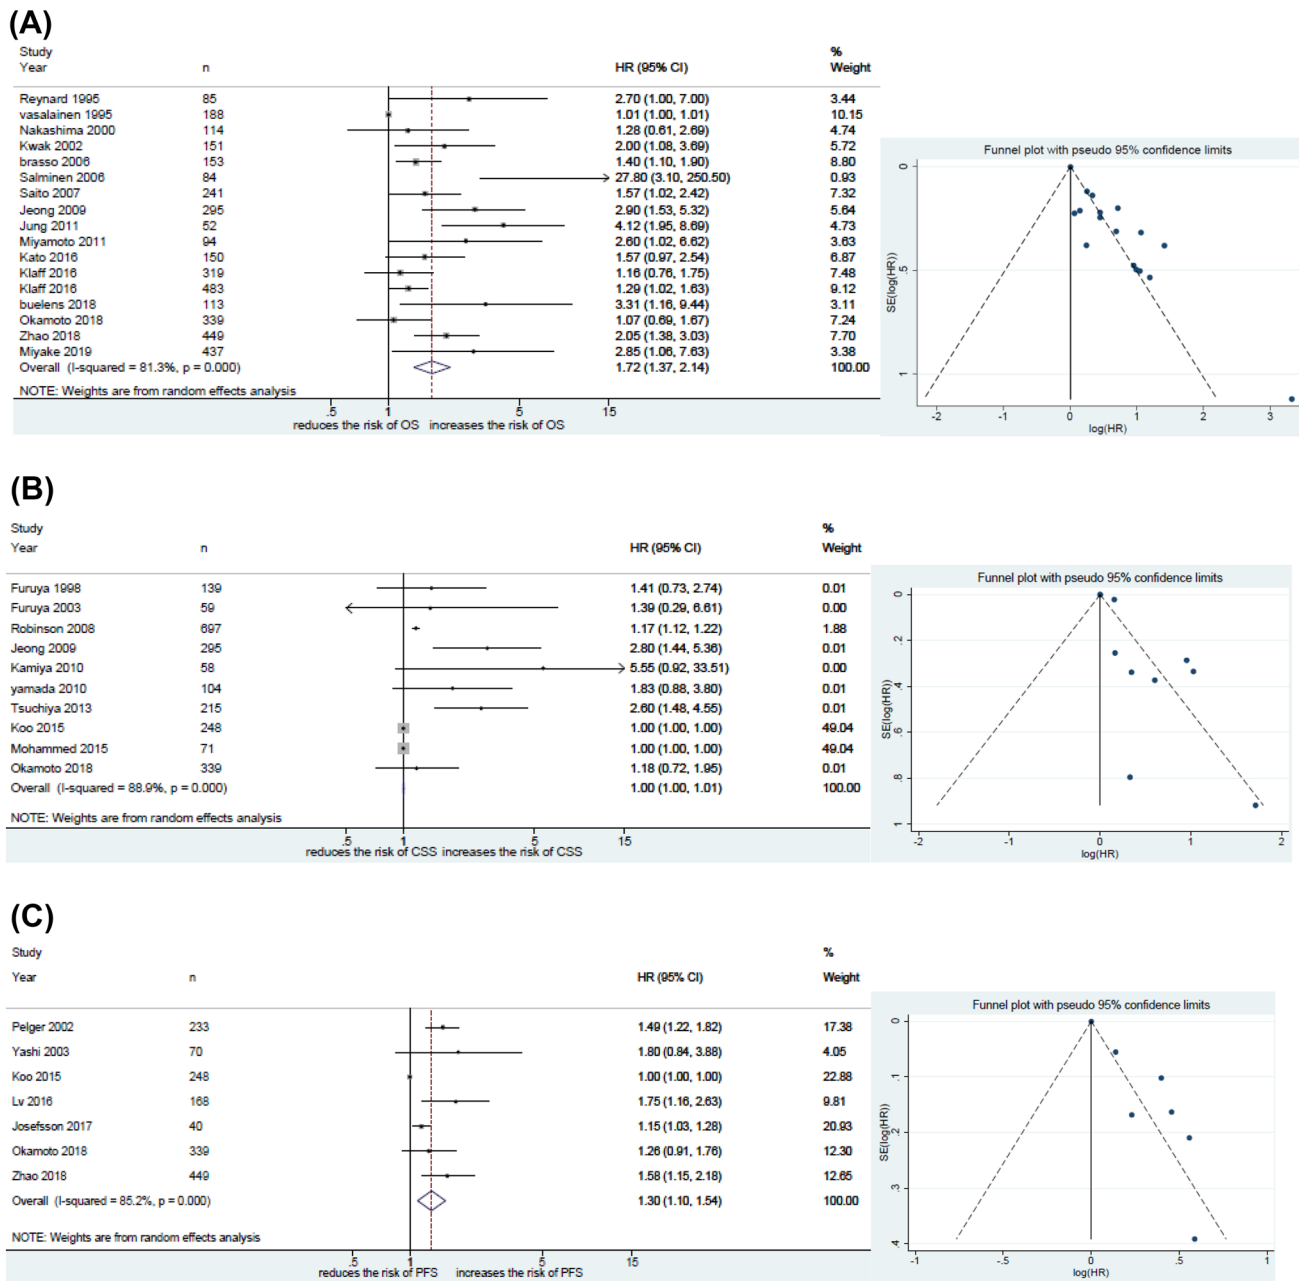 (A)
Study % 
Year n HR (95% CI) Weight
Reynard 1995 85 2.70 (1.00, 7.00) 3.44
vasalainen 1995 188 1.01 (1.00, 1.01) 10.15
Nakashima 2000 114 1.28 (0.61, 2.69) 4.74
Kwak 2002 151 2.00 (1.08, 3.69) 5.72
brasso 2006 153 1.40 (1.10, 1.90) 8.80
Salminen 2006 84 27.80 (3.10, 250.50) 0.93
Saito 2007 241 1.57 (1.02, 2.42) 7.32
Jeong 2009 295 2.90 (1.53, 5.32) 5.64
Jung 2011 52 4.12 (1.95, 8.69) 4.73
Miyamoto 2011 94 2.60 (1.02, 6.62) 3.63
Kato 2016 150 1.57 (0.97, 2.54) 6.87
Klaff 2016 319 1.16 (0.76, 1.75) 7.48
Klaff 2016 483 1.29 (1.02, 1.63) 9.12
buelens 2018 113 3.31 (1.16, 9.44) 3.11
Okamoto 2018 339 1.07 (0.69, 1.67) 7.24
Zhao 2018 449 2.05 (1.38, 3.03) 7.70
Miyake 2019 437 2.85 (1.06, 7.63) 3.38
Overall (I-squared = 81.3%, p = 0.000) 1.72 (1.37, 2.14) 100.00
NOTE: Weights are from random effects analysis
.5 1 5 15
reduces the risk of OS increases the risk of OS
Funnel plot with pseudo 95% confidence limits
SE(log(HR))
0
.5
1
-2 -1 0 1 2 3
log(HR)
(B)
Study %
Year n HR (95% CI) Weight
Furuya 1998 139 1.41 (0.73, 2.74) 0.01
Furuya 2003 59 1.39 (0.29, 6.61) 0.00
Robinson 2008 697 1.17 (1.12, 1.22) 1.88
Jeong 2009 295 2.80 (1.44, 5.36) 0.01
Kamiya 2010 58 5.55 (0.92, 33.51) 0.00
yamada 2010 104 1.83 (0.88, 3.80) 0.01
Tsuchiya 2013 215 2.60 (1.48, 4.55) 0.01
Koo 2015 248 1.00 (1.00, 1.00) 49.04
Mohammed 2015 71 1.00 (1.00, 1.00) 49.04
Okamoto 2018 339 1.18 (0.72, 1.95) 0.01
Overall (I-squared = 88.9%, p = 0.000) 1.00 (1.00, 1.01) 100.00
NOTE: Weights are from random effects analysis
.5 1 5 15
reduces the risk of CSS increases the risk of CSS
Funnel plot with pseudo 95% confidence limits
SE(log(HR))
0
.2
.4
.6
.8
1
-2 -1 0 1 2
log(HR)
(C)
Study %
Year n HR (95% CI) Weight
Pelger 2002 233 1.49 (1.22, 1.82) 17.38
Yashi 2003 70 1.80 (0.84, 3.88) 4.05
Koo 2015 248 1.00 (1.00, 1.00) 22.88
Lv 2016 168 1.75 (1.16, 2.63) 9.81
Josefsson 2017 40 1.15 (1.03, 1.28) 20.93
Okamoto 2018 339 1.26 (0.91, 1.76) 12.30
Zhao 2018 449 1.58 (1.15, 2.18) 12.65
Overall (I-squared = 85.2%, p = 0.000) 1.30 (1.10, 1.54) 100.00
NOTE: Weights are from random effects analysis
.5 1 5 15
reduces the risk of PFS increases the risk of PFS
Funnel plot with pseudo 95% confidence limits
SE(log(HR))
0
.1
.2
.3
.4
-1 -.5 0 .5 1
log(HR)